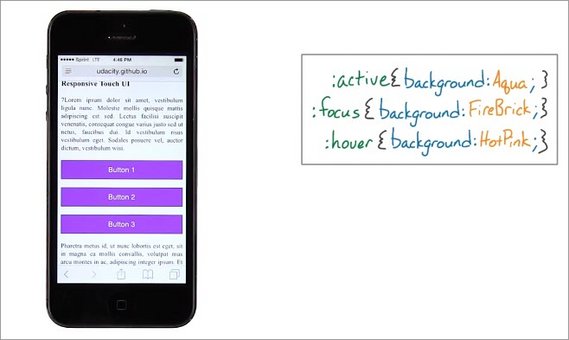 Sprint LTE 4:46 PM
udacity.github.io
Responsive Touch UI
?Lorem ipsum dolor sit amet, vestibulum
ligula nunc. Molestie mollis quisque mattis
adipiscing est sed. Lectus facilisis suscipit
venenatis, consequat congue varius justo sed ut
netus, faucibus dui. Id vestibulum risus
vestibulum eget. Sodales posuere vel, auctor
dictum, vestibulum wisi.
Button 1
Button 2
Button 3
Pharetra metus id, ut nunc lobortis est eget, sit
in magna ea mollis convallis, volutpat mus
arcu montes in ac, adipiscing integer ipsum. Et
:active{background:Aqua;}
:focus{background:FireBrick;}
:hover{background:HotPink;}